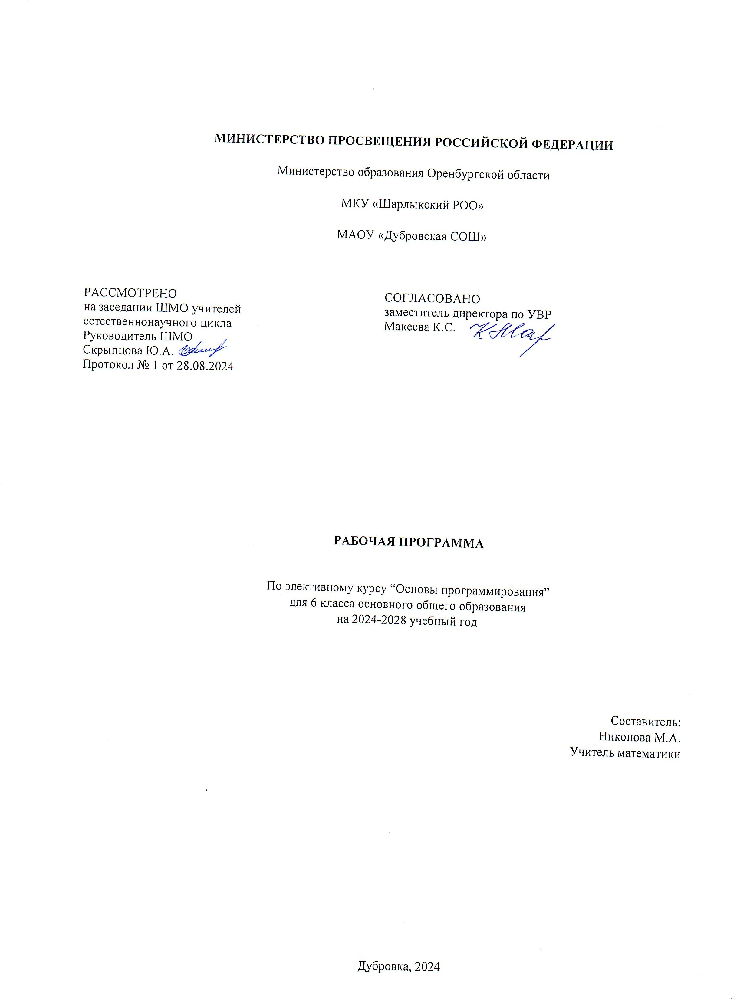 МИНИСТЕРСТВО ПРОСВЕЩЕНИЯ РОССИЙСКОЙ ФЕДЕРАЦИИ
Министерство образования Оренбургской области
МКУ «Шарлыкский РОО»
МАОУ «Дубровская СОШ»
РАССМОТРЕНО
на заседании ШМО учителей
естественнонаучного цикла
Руководитель ШМО
Скрыпцова Ю.А.
Протокол № 1 от 28.08.2024
СОГЛАСОВАНО
заместитель директора по УВР
Макеева К.С.
РАБОЧАЯ ПРОГРАММА
По элективному курсу “Основы программирования”
для 6 класса основного общего образования
на 2024-2028 учебный год
Составитель:
Никонова М.А.
Учитель математики
Дубровка, 2024